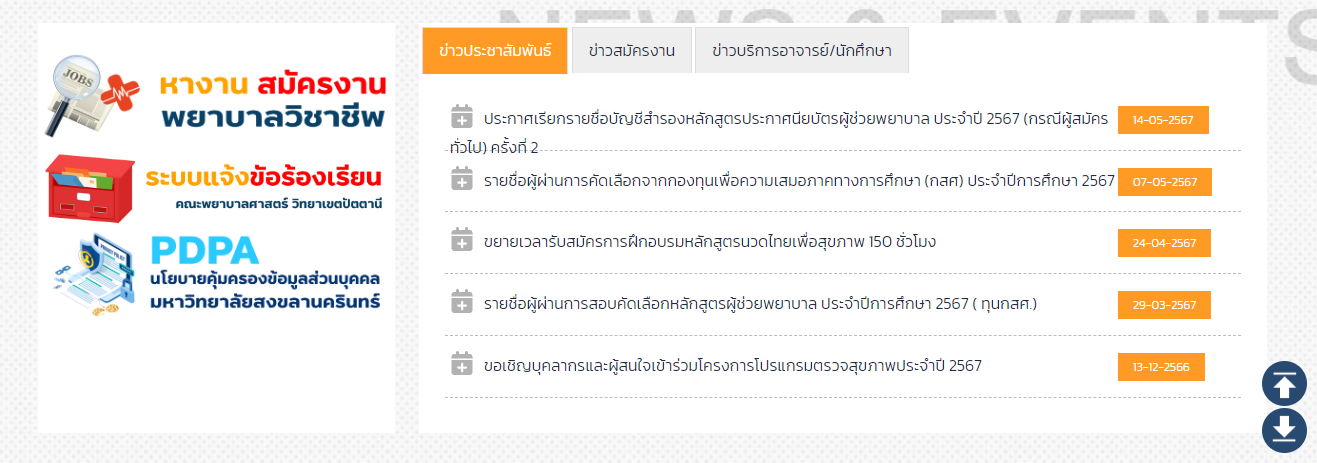 NEWS & EVENTS
JOBS
หางาน สมัครงาน
พยาบาลวิชาชีพ
ระบบแจ้งข้อร้องเรียน
คณะพยาบาลศาสตร์ วิทยาเขตปัตตานี
PRIVACY POLICY
PDPA
นโยบายคุ้มครองข้อมูลส่วนบุคคล
มหาวิทยาลัยสงขลานครินทร์
ข่าวประชาสัมพันธ์ ข่าวสมัครงาน ข่าวบริการอาจารย์/นักศึกษา
ประกาศเรียกรายชื่อบัญชีสำรองหลักสูตรประกาศนียบัตรผู้ช่วยพยาบาล ประจำปี 2567 (กรณีผู้สมัคร 14-05-2567
ทั่วไป) ครั้งที่ 2
รายชื่อผู้ผ่านการคัดเลือกจากกองทุนเพื่อความเสมอภาคทางการศึกษา (กสศ) ประจำปีการศึกษา 2567 07-05-2567
ขยายเวลารับสมัครการฝึกอบรมหลักสูตรนวดไทยเพื่อสุขภาพ 150 ชั่วโมง 24-04-2567
รายชื่อผู้ผ่านการสอบคัดเลือกหลักสูตรผู้ช่วยพยาบาล ประจำปีการศึกษา 2567 ( ทุนกสศ.) 29-03-2567
ขอเชิญบุคลากรและผู้สนใจเข้าร่วมโครงการโปรแกรมตรวจสุขภาพประจำปี 2567 13-12-2566